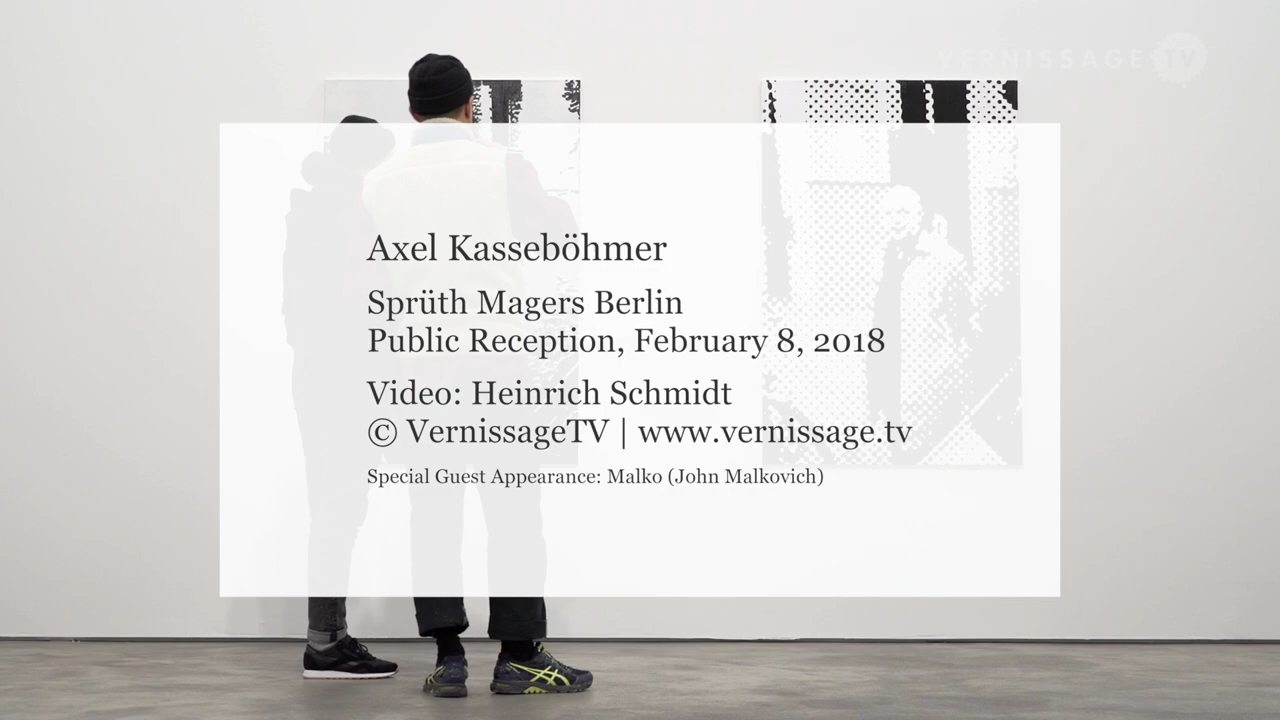 VERNISSAGE TV
Axel Kasseböhmer
Sprüth Magers Berlin
Public Reception, February 8, 2018
Video: Heinrich Schmidt
© VernissageTV | www.vernissage.tv
Special Guest Appearance: Malko (John Malkovich)